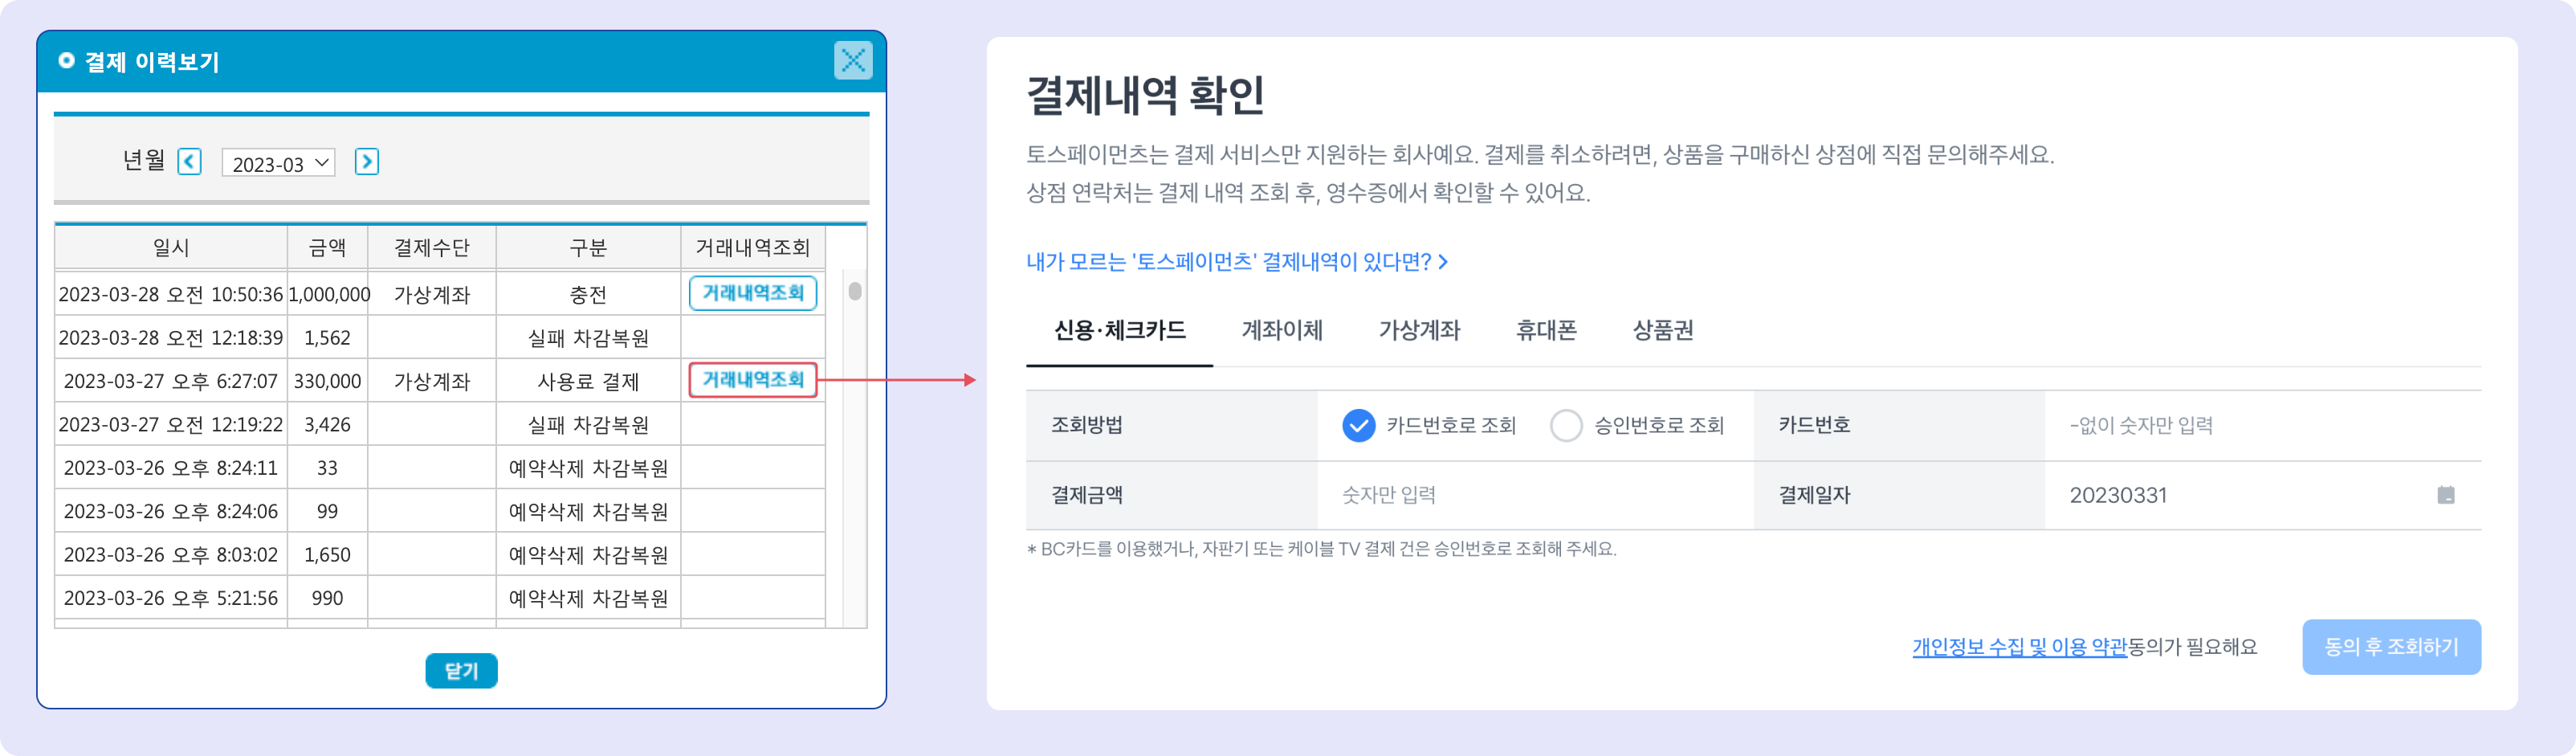 결제 이력보기
년월 2023-03
일시 금액 결제수단 구분 거래내역조회
2023-03-28 오전 10:50:36 1,000,000 가상계좌 충전 거래내역조회
2023-03-28 오전 12:18:39 1,562 실패 차감복원
2023-03-27 오후 6:27:07 330,000 가상계좌 사용료 결제 거래내역조회
2023-03-27 오전 12:19:22 3,426 실패 차감복원
2023-03-26 오후 8:24:11 33 예약삭제 차감복원
2023-03-26 오후 8:24:06 99 예약삭제 차감복원
2023-03-26 오후 8:03:02 1,650 예약삭제 차감복원
2023-03-26 오후 5:21:56 990 예약삭제 차감복원
닫기
결제내역 확인
토스페이먼츠는 결제 서비스만 지원하는 회사예요. 결제를 취소하려면, 상품을 구매하신 상점에 직접 문의해주세요.
상점 연락처는 결제 내역 조회 후, 영수증에서 확인할 수 있어요.
내가 모르는 '토스페이먼츠' 결제내역이 있다면?
신용·체크카드 계좌이체 가상계좌 휴대폰 상품권
조회방법 카드번호로 조회 승인번호로 조회 카드번호 -없이 숫자만 입력
결제금액 숫자만 입력 결제일자 20230331
* BC카드를 이용했거나, 자판기 또는 케이블 TV 결제 건은 승인번호로 조회해 주세요.
개인정보 수집 및 이용 약관동의가 필요해요 동의 후 조회하기